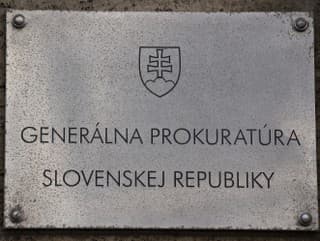 GENERÁLNA PROKURATÚRA
SLOVENSKEJ REPUBLIKY